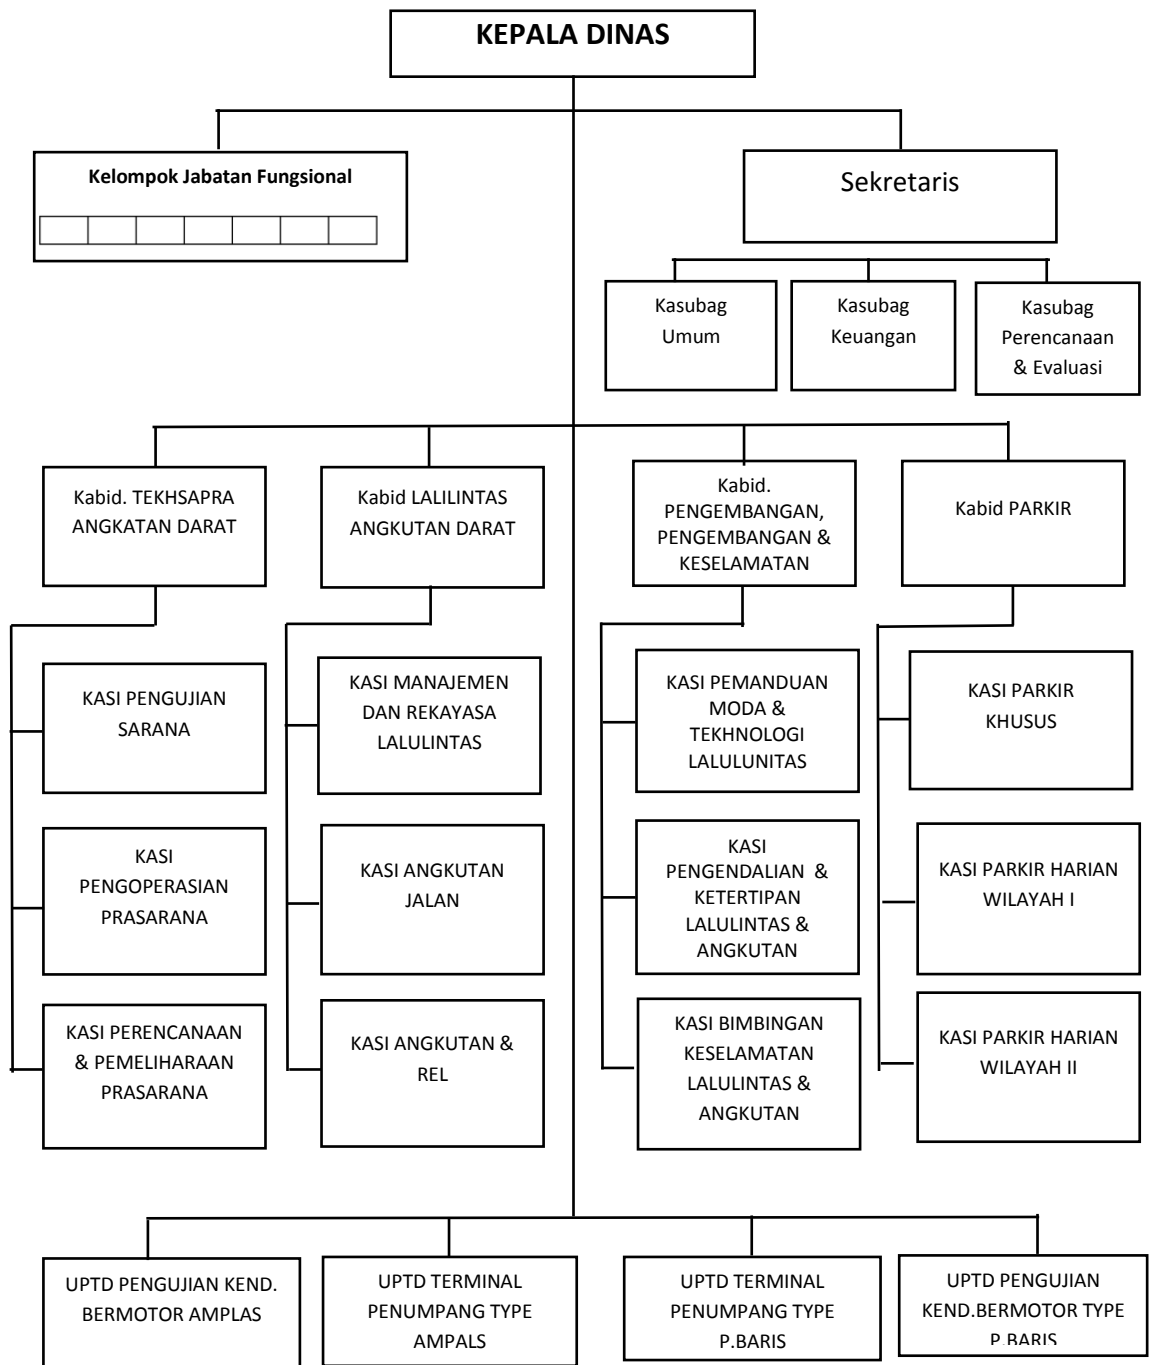 KEPALA DINAS
Kelompok Jabatan Fungsional
Sekretaris
Kasubag
Umum
Kasubag
Keuangan
Kasubag
Perencanaan
& Evaluasi
Kabid. TEKHSAPRA
ANGKATAN DARAT
Kabid LALILINTAS
ANGKUTAN DARAT
Kabid.
PENGEMBANGAN,
PENGEMBANGAN &
KESELAMATAN
Kabid PARKIR
KASI PENGUJIAN
SARANA
KASI MANAJEMEN
DAN REKAYASA
LALULINTAS
KASI PEMANDUAN
MODA &
TEKHNOLOGI
LALULUNITAS
KASI PARKIR
KHUSUS
KASI
PENGOPERASIAN
PRASARANA
KASI ANGKUTAN
JALAN
KASI
PENGENDALIAN &
KETERTIPAN
LALULINTAS &
ANGKUTAN
KASI PARKIR HARIAN
WILAYAH I
KASI PERENCANAAN
& PEMELIHARAAN
PRASARANA
KASI ANGKUTAN &
REL
KASI BIMBINGAN
KESELAMATAN
LALULINTAS &
ANGKUTAN
KASI PARKIR HARIAN
WILAYAH II
UPTD PENGUJIAN KEND.
BERMOTOR AMPLAS
UPTD TERMINAL
PENUMPANG TYPE
AMPALS
UPTD TERMINAL
PENUMPANG TYPE
P.BARIS
UPTD PENGUJIAN
KEND.BERMOTOR TYPE
P.BARIS